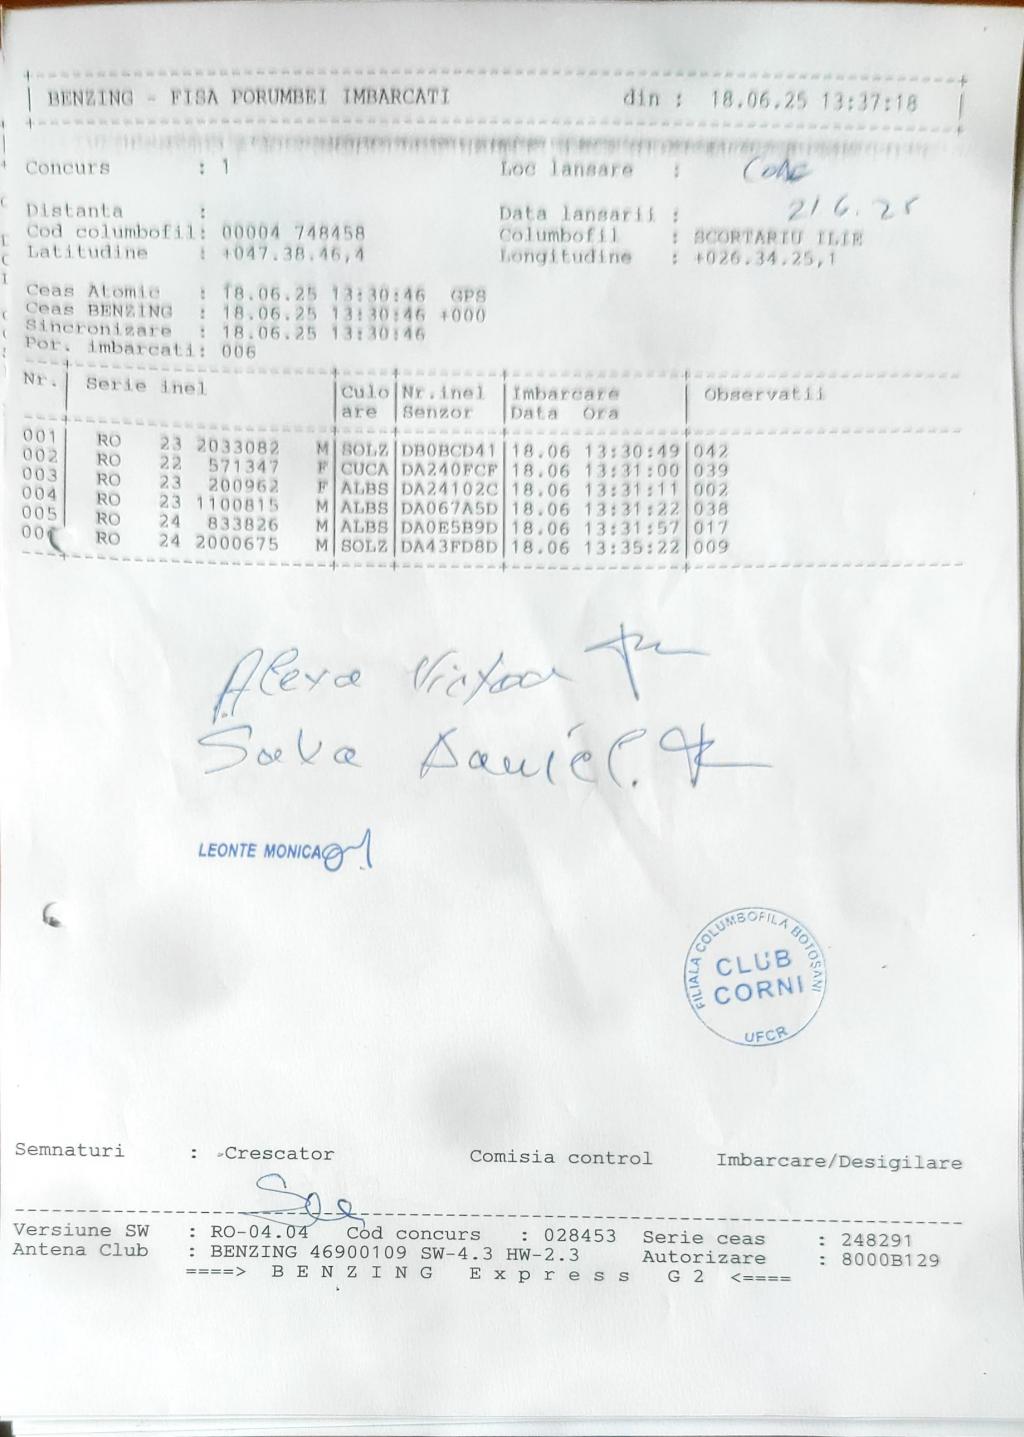 BENZING - FISA PORUMBEI IMBARCATI din : 18.06.25 13:37:18
Concurs : 1 Loc lansare :
Distanta : Data lansarii : 21 6. 25
Cod columbofil: 00004 748458 Columbofil : SCORTARIU ILIE
Latitudine : +047.38.46,4 Longitudine : +026.34.25,1
Ceas Atomic : 18.06.25 13:30:46 GPS
Ceas BENZING : 18.06.25 13:30:46 +000
Sincronizare : 18.06.25 13:30:46
Por. imbarcati: 006
Nr. Serie inel Culo Nr.inel Imbarcare Observatii
are Senzor Data Ora
001 RO 23 2033082 M SOLZ DB0BCD41 18.06 13:30:49 042
002 RO 22 571347 F CUCA DA240FCF 18.06 13:31:00 039
003 RO 23 200962 F ALBS DA24102C 18.06 13:31:11 002
004 RO 23 1100815 M ALBS DA067A5D 18.06 13:31:22 038
005 RO 24 833826 M ALBS DA0E5B9D 18.06 13:31:57 017
006 RO 24 2000675 M SOLZ DA43FD8D 18.06 13:35:22 009
Alexa Victor
Sava Daniel.
LEONTE MONICA
FILIALA COLUMBOFILA BOTOSANI
CLUB
CORNI
UFCR
Semnaturi : -Crescator Comisia control Imbarcare/Desigilare
Versiune SW : RO-04.04 Cod concurs : 028453 Serie ceas : 248291
Antena Club : BENZING 46900109 SW-4.3 HW-2.3 Autorizare : 8000B129
====> B E N Z I N G E x p r e s s G 2 <====